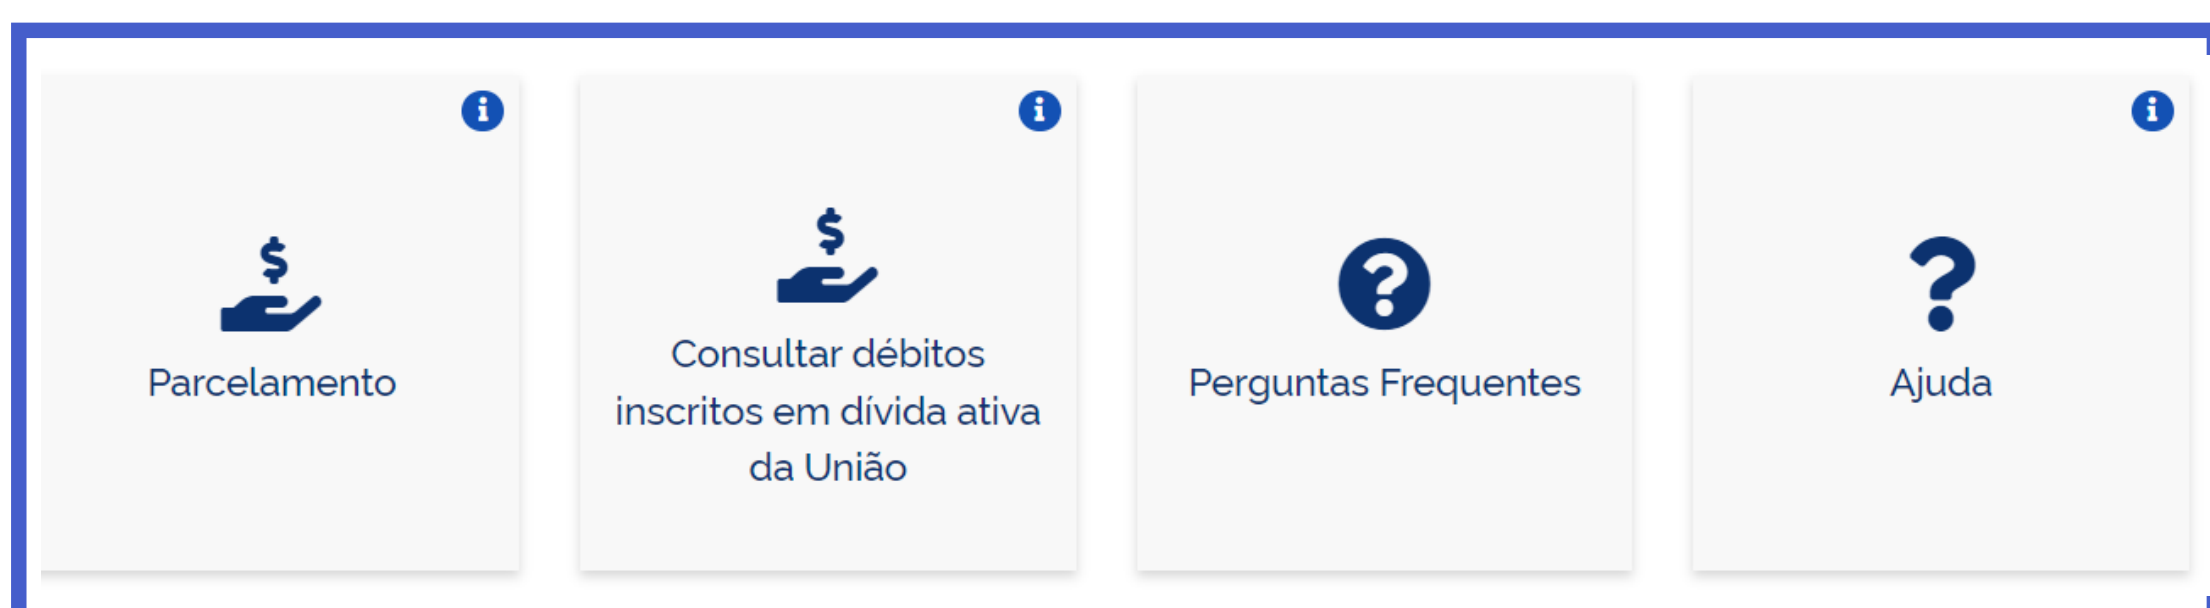 Parcelamento
Consultar débitos
inscritos em dívida ativa
da União
Perguntas Frequentes
Ajuda